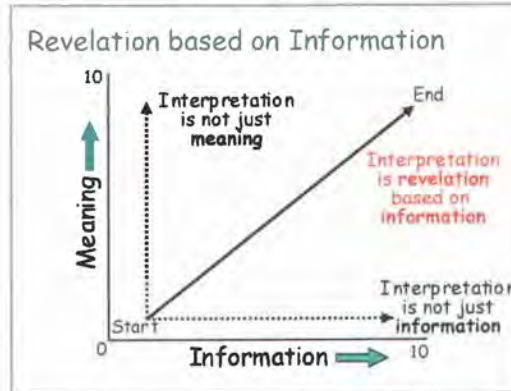 Revelation based on Information
10
Interpretation
is not just
meaning
End
Meaning
Interpretation
is revelation
based on
information
Interpretation
is not just
information
Start
0
Information
10